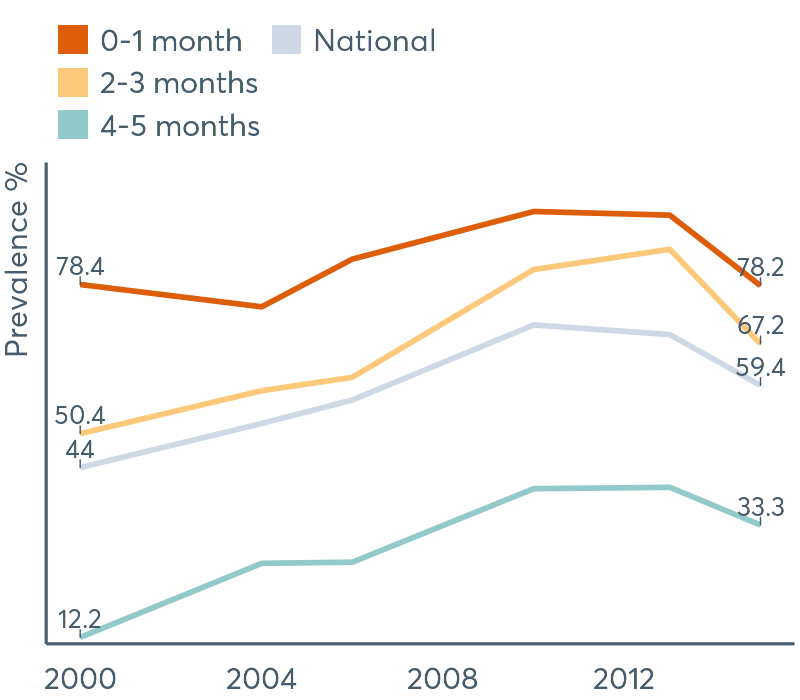 0-1 month National
2-3 months
4-5 months
Prevalence %
78.4
78.2
67.2
59.4
50.4
44
33.3
12.2
2000 2004 2008 2012